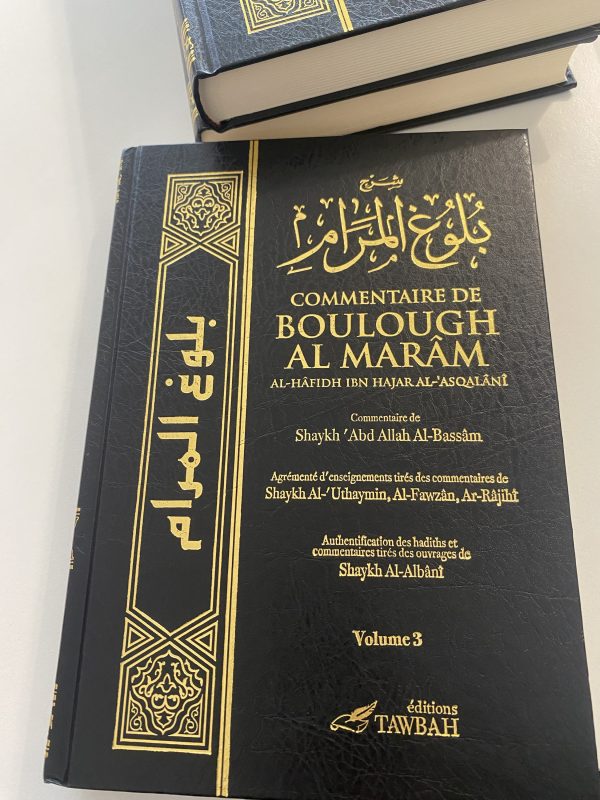 شرح
بلوغ المرام
COMMENTAIRE DE
BOULOUGH
AL MARÂM
AL-HÂFIDH IBN HAJAR AL-'ASQALÂNÎ
Commentaire de
Shaykh 'Abd Allah Al-Bassâm
Agrémenté d'enseignements tirés des commentaires de
Shaykh Al-'Uthaymin, Al-Fawzân, Ar-Râjihî
Authentification des hadiths et
commentaires tirés des ouvrages de
Shaykh Al-Albânî
Volume 3
éditions
TAWBAH
بلوغ المرام